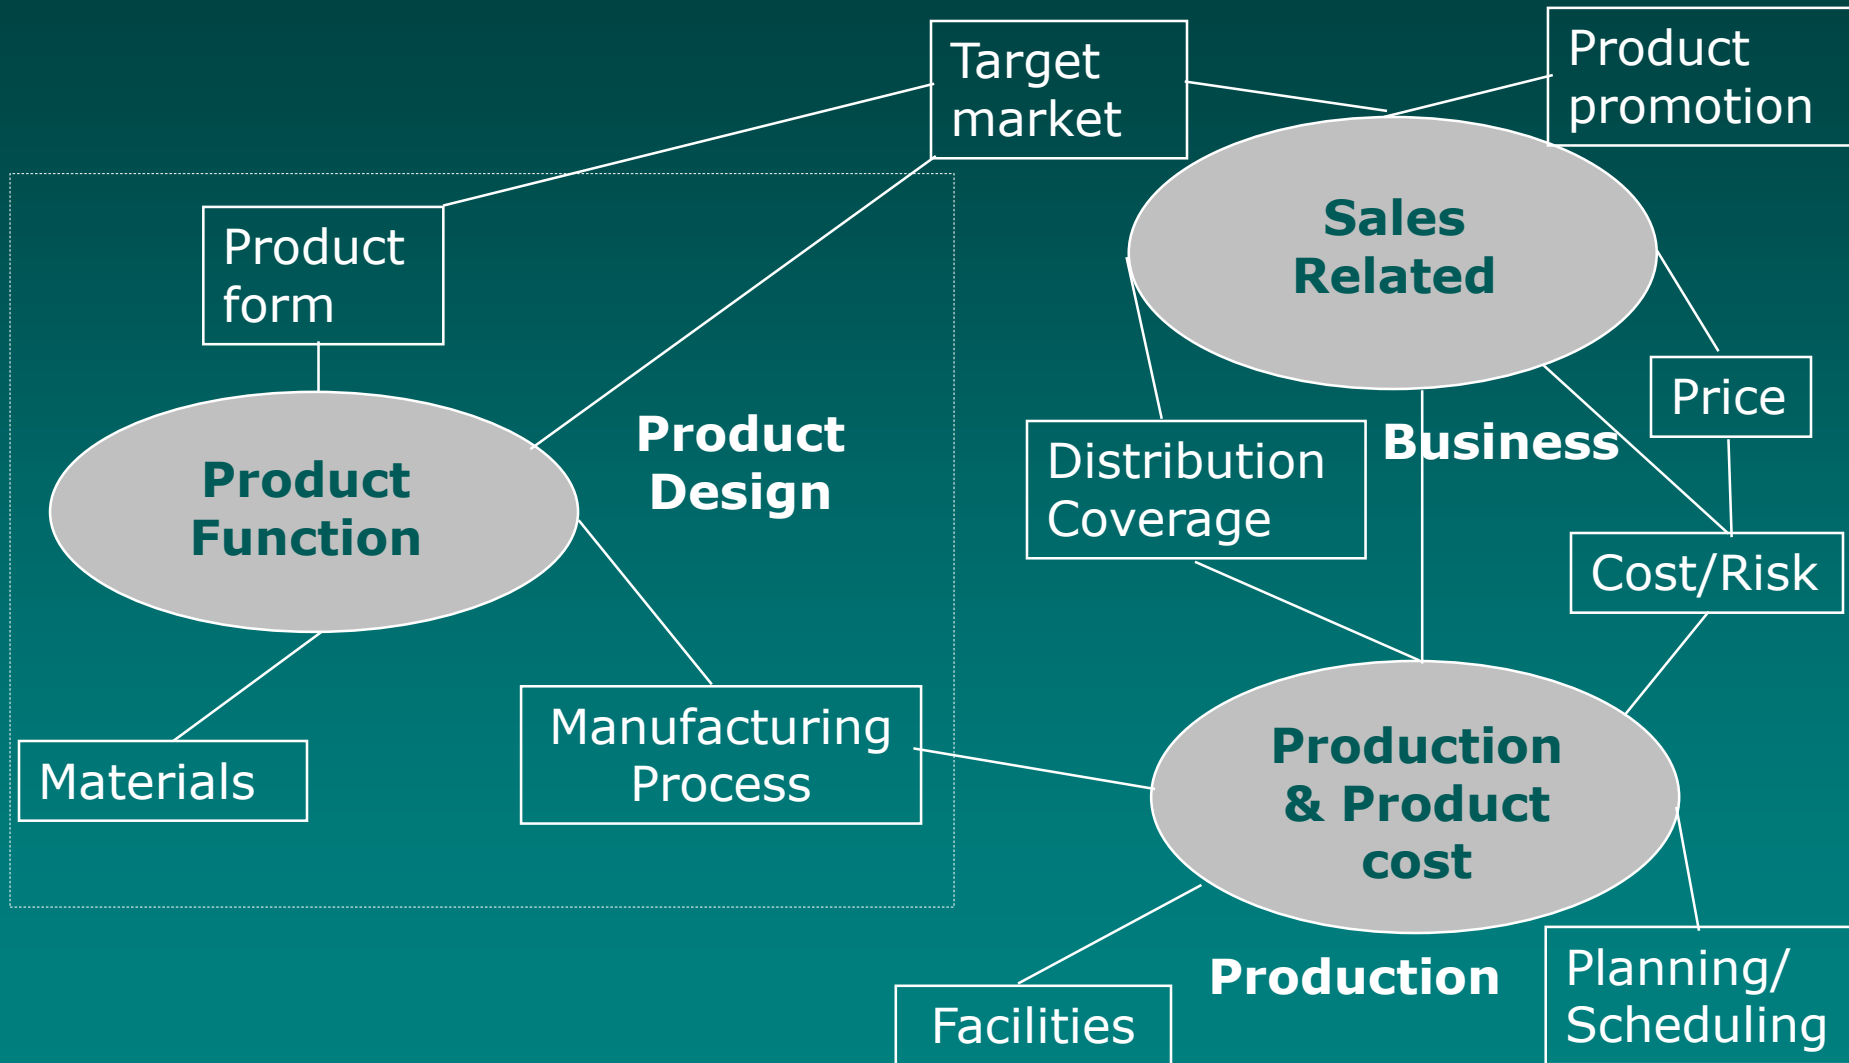 Target
market
Product
promotion
Product
form
Sales
Related
Product
Function
Product
Design
Distribution
Coverage
Business
Price
Cost/Risk
Materials
Manufacturing
Process
Production
& Product
cost
Production
Facilities
Planning/
Scheduling